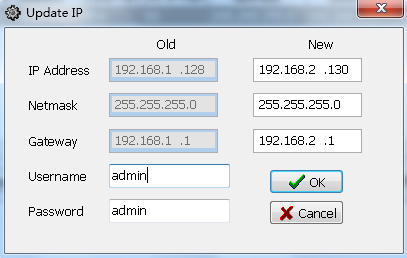 Update IP
Old New
IP Address 192.168.1 .128 192.168.2 .130
Netmask 255.255.255.0 255.255.255.0
Gateway 192.168.1 .1 192.168.2 .1
Username admin OK
Password admin Cancel